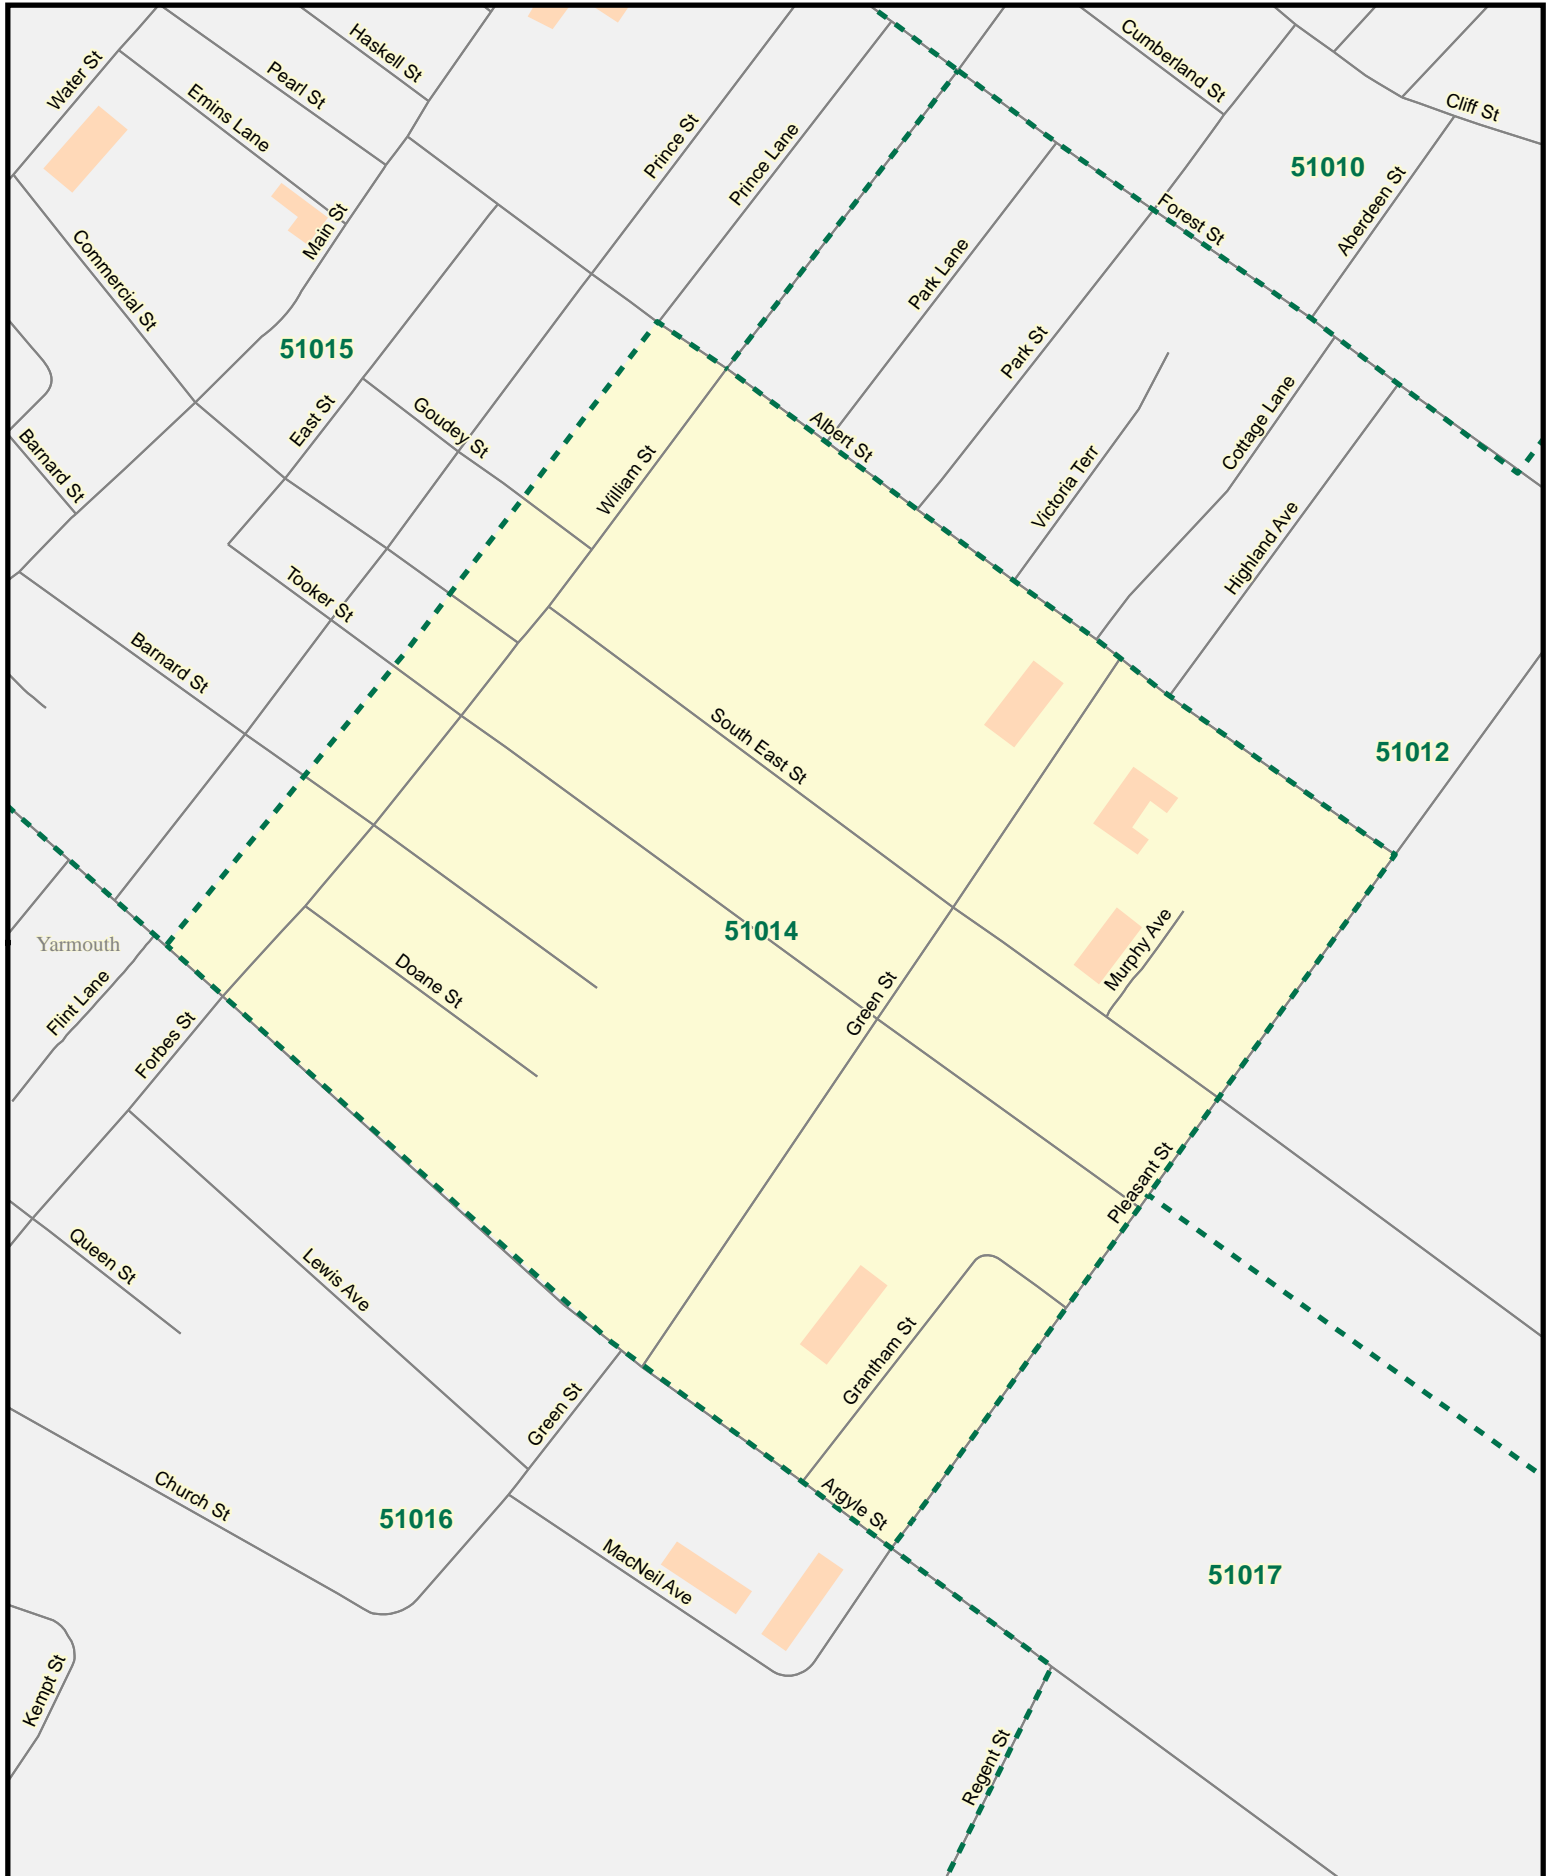 Haskell St
Cumberland St
Water St
Pearl St
Emins Lane
Cliff St
Prince St
Prince Lane
51010
Aberdeen St
Forest St
Main St
Commercial St
Park Lane
51015
Park St
East St
Goudey St
Albert St
Cottage Lane
William St
Barnard St
Victoria Terr
Highland Ave
Tooker St
Barnard St
South East St
51012
51014
Yarmouth
Murphy Ave
Doane St
Flint Lane
Green St
Forbes St
Pleasant St
Queen St
Lewis Ave
Grantham St
Green St
Church St
Argyle St
51016
MacNeil Ave
51017
Kempt St
Regent St